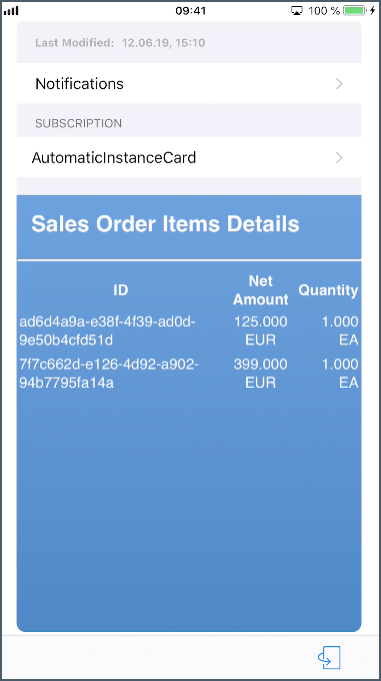 09:41
100 %
Last Modified: 12.06.19, 15:10
Notifications
SUBSCRIPTION
AutomaticInstanceCard
Sales Order Items Details
ID Net Amount Quantity
ad6d4a9a-e38f-4f39-ad0d- 125.000 1.000
9e50b4cfd51d EUR EA
7f7c662d-e126-4d92-a902- 399.000 1.000
94b7795fa14a EUR EA